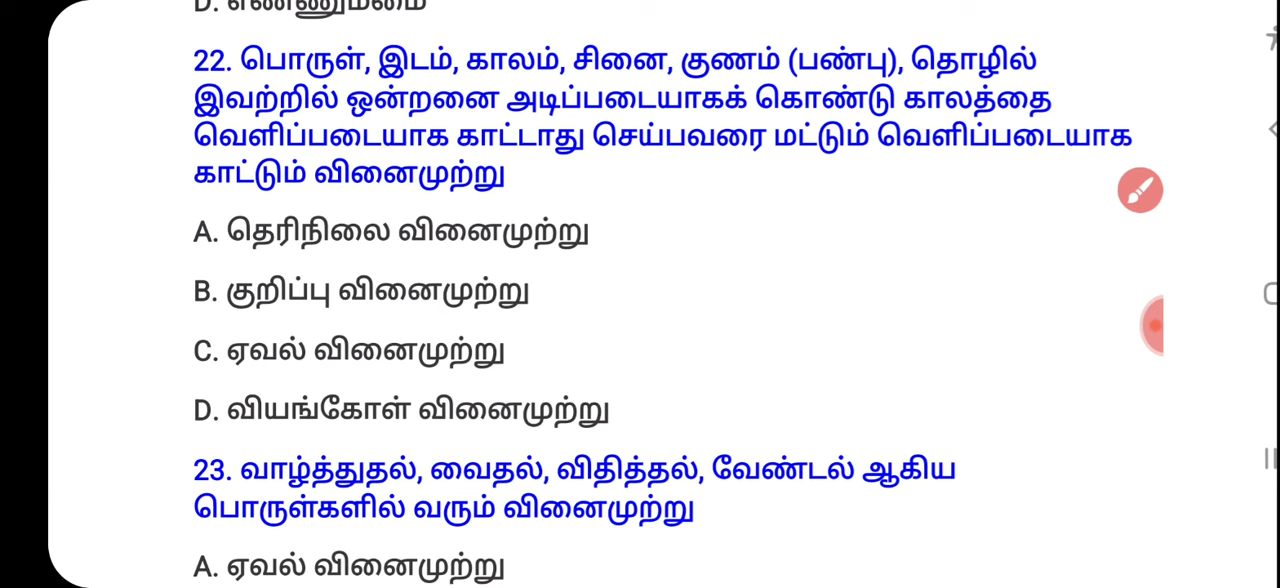 D. எண்ணும்மை
22. பொருள், இடம், காலம், சினை, குணம் (பண்பு), தொழில்
இவற்றில் ஒன்றனை அடிப்படையாகக் கொண்டு காலத்தை
வெளிப்படையாக காட்டாது செய்பவரை மட்டும் வெளிப்படையாக
காட்டும் வினைமுற்று
A. தெரிநிலை வினைமுற்று
B. குறிப்பு வினைமுற்று
C. ஏவல் வினைமுற்று
D. வியங்கோள் வினைமுற்று
23. வாழ்த்துதல், வைதல், விதித்தல், வேண்டல் ஆகிய
பொருள்களில் வரும் வினைமுற்று
A. ஏவல் வினைமுற்று